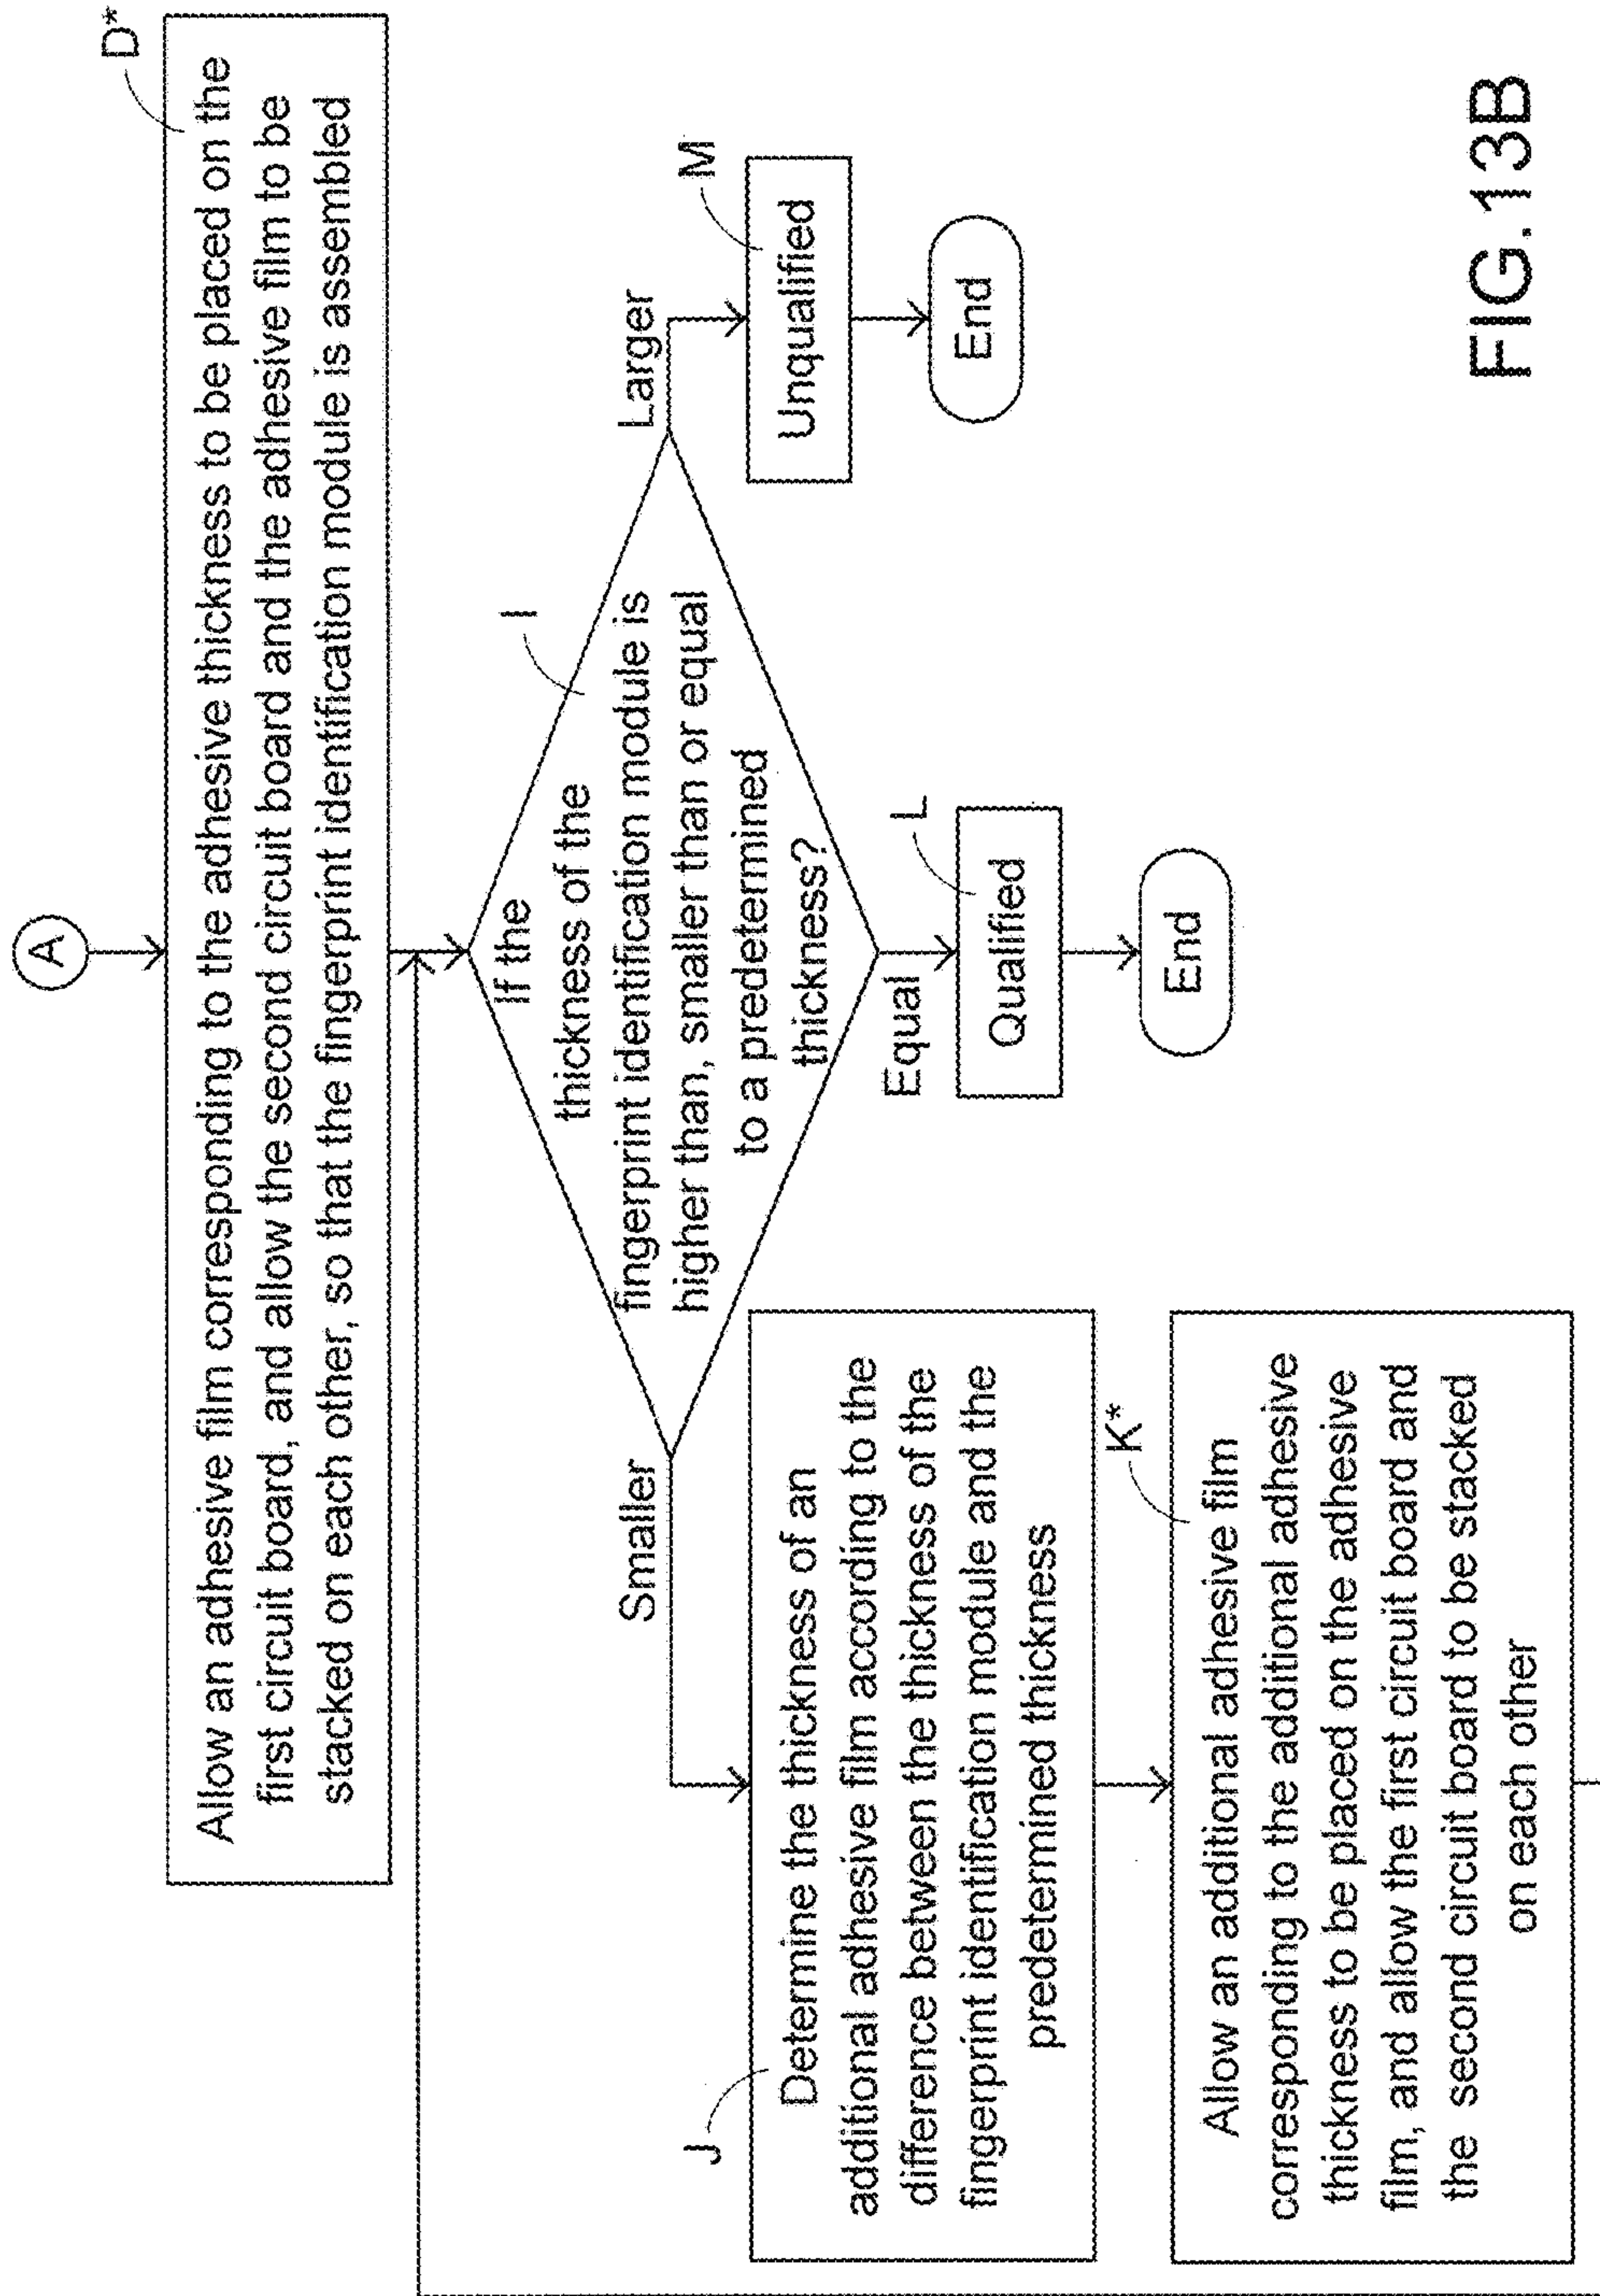 A
D*
Allow an adhesive film corresponding to the adhesive thickness to be placed on the
first circuit board, and allow the second circuit board and the adhesive film to be
stacked on each other, so that the fingerprint identification module is assembled
I
If the
thickness of the
fingerprint identification module is
higher than, smaller than or equal
to a predetermined
thickness?
Smaller
Larger
Equal
J
Determine the thickness of an
additional adhesive film according to the
difference between the thickness of the
fingerprint identification module and the
predetermined thickness
M
Unqualified
End
L
Qualified
End
K*
Allow an additional adhesive film
corresponding to the additional adhesive
thickness to be placed on the adhesive
film, and allow the first circuit board and
the second circuit board to be stacked
on each other
FIG.13B